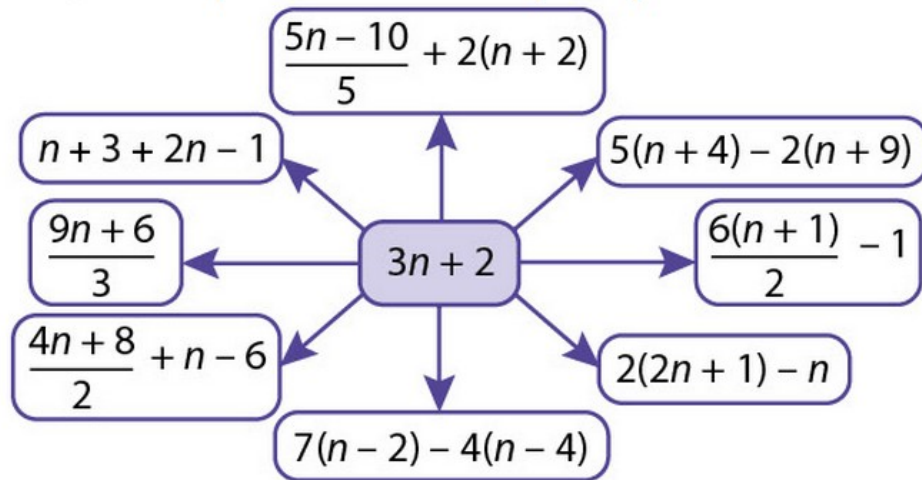 (5n – 10)/5 + 2(n + 2)
n + 3 + 2n – 1
5(n + 4) – 2(n + 9)
(9n + 6)/3
3n + 2
6(n + 1)/2 – 1
(4n + 8)/2 + n – 6
2(2n + 1) – n
7(n – 2) – 4(n – 4)